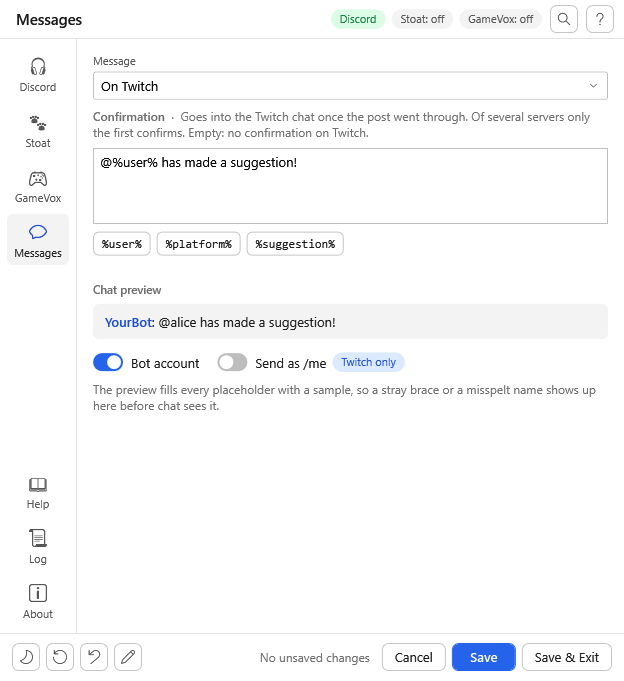 Messages
Discord
Stoat: off
GameVox: off
?
Discord
Stoat
GameVox
Messages
Help
Log
About
Message
On Twitch
Confirmation · Goes into the Twitch chat once the post went through. Of several servers only
the first confirms. Empty: no confirmation on Twitch.
@%user% has made a suggestion!
%user%
%platform%
%suggestion%
Chat preview
YourBot: @alice has made a suggestion!
Bot account
Send as /me
Twitch only
The preview fills every placeholder with a sample, so a stray brace or a misspelt name shows up
here before chat sees it.
No unsaved changes
Cancel
Save
Save & Exit